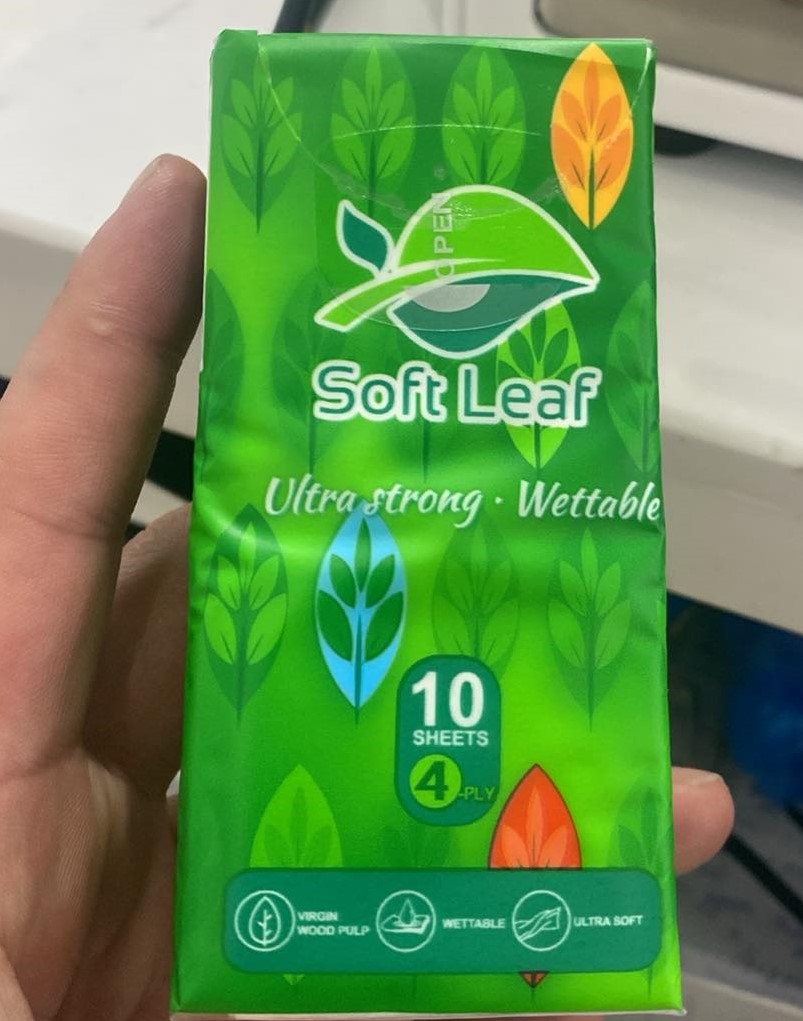 OPEN
Soft Leaf
Ultra strong · Wettable
10
SHEETS
4-PLY
VIRGIN
WOOD PULP
WETTABLE
ULTRA SOFT